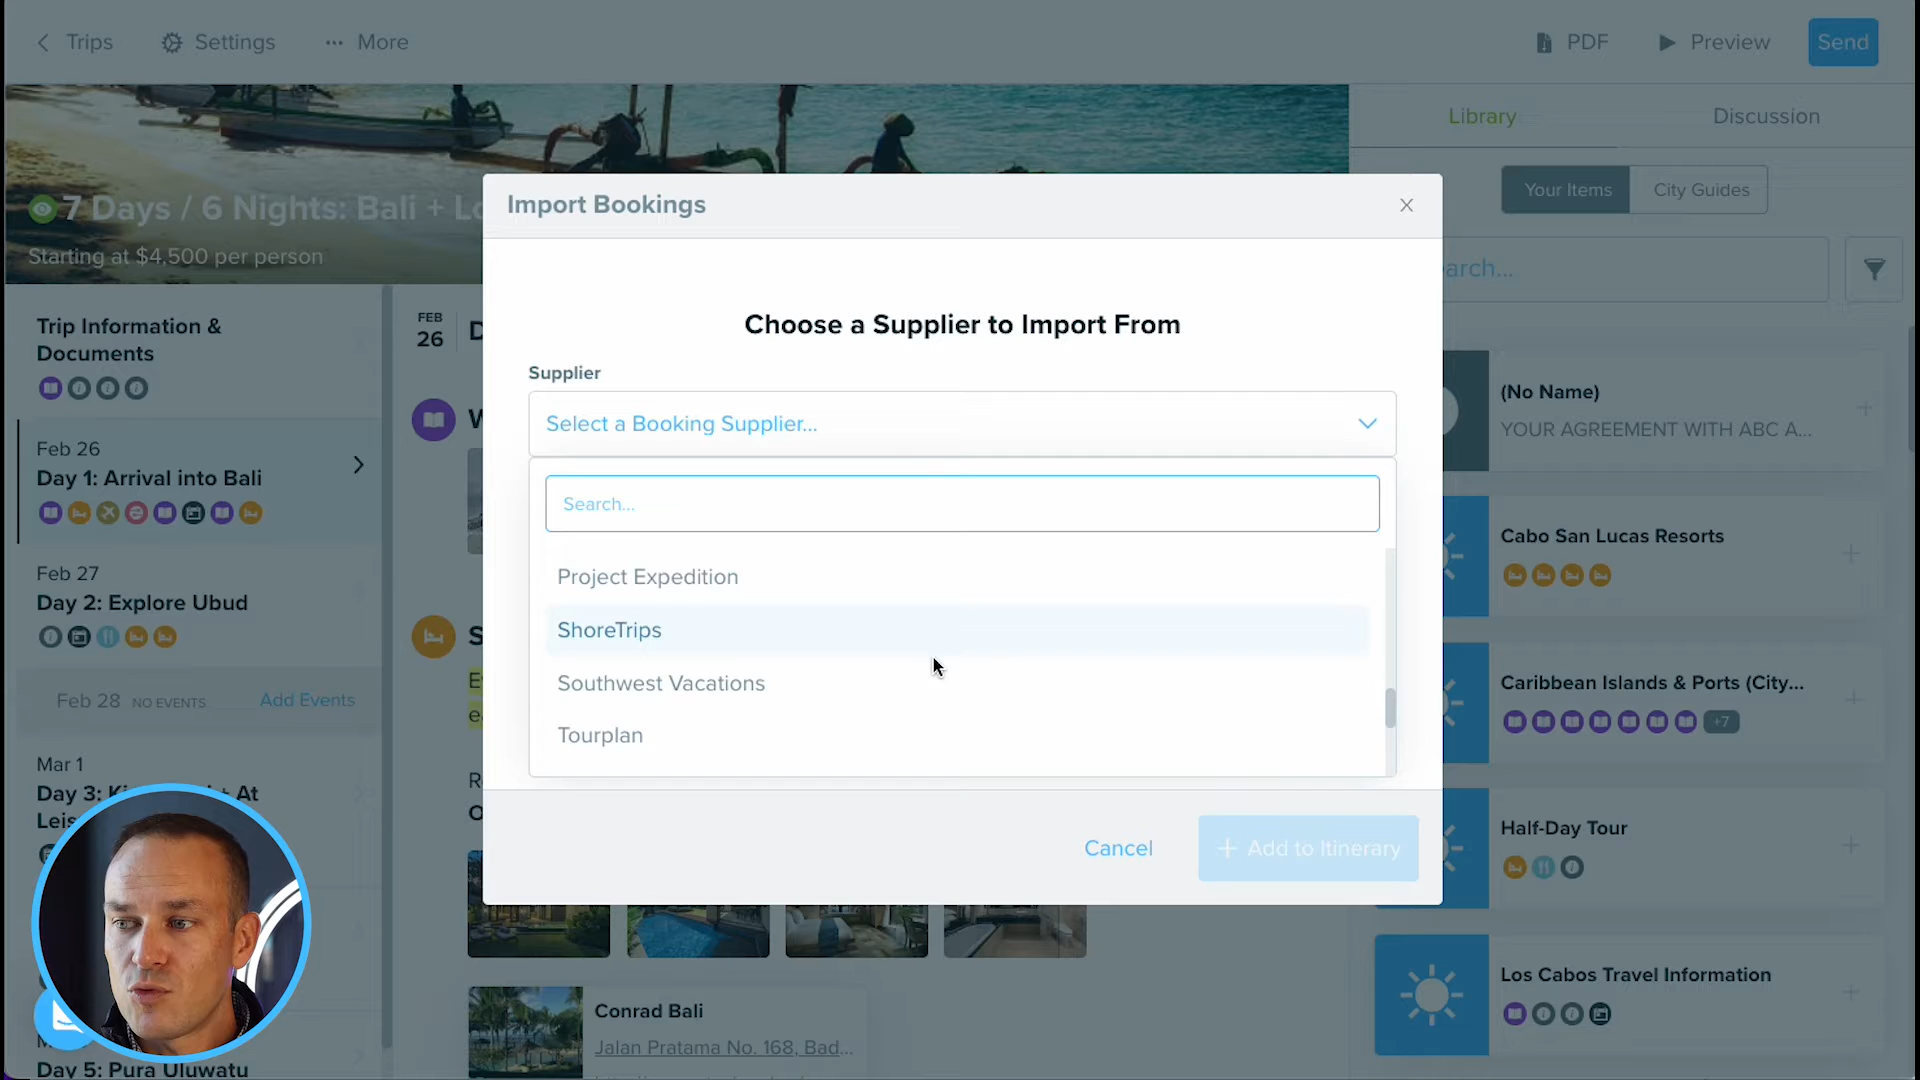 Trips
Settings
More
PDF
Preview
Send
7 Days / 6 Nights: Bali +
Starting at $4,500 per person
Library
Discussion
Your Items
City Guides
Trip Information &
Documents
Feb 26
Day 1: Arrival into Bali
Feb 27
Day 2: Explore Ubud
Feb 28 NO EVENTS
Add Events
Mar 1
Day 3:
At
Day 5: Pura Uluwatu
FEB
26
Import Bookings
Choose a Supplier to Import From
Supplier
Select a Booking Supplier...
Search...
Project Expedition
ShoreTrips
Southwest Vacations
Tourplan
Cancel
+ Add to Itinerary
Conrad Bali
Jalan Pratama No. 168, Bad...
(No Name)
YOUR AGREEMENT WITH ABC A...
Cabo San Lucas Resorts
Caribbean Islands & Ports (City...
+7
Half-Day Tour
Los Cabos Travel Information